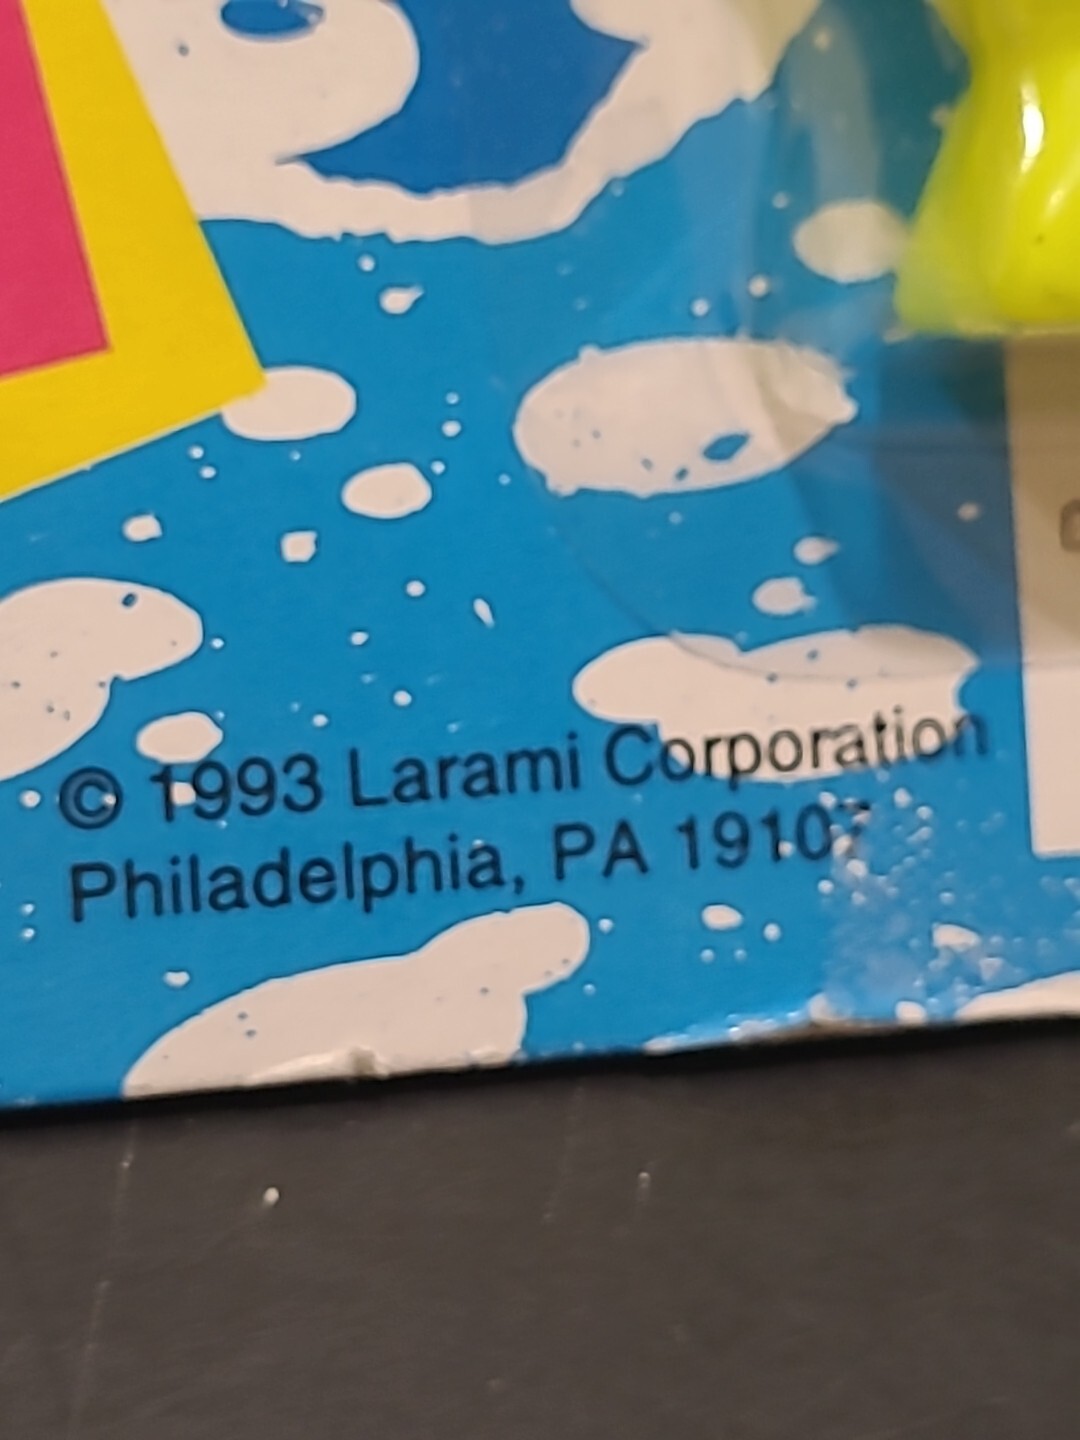 © 1993 Larami Corporation
Philadelphia, PA 19107